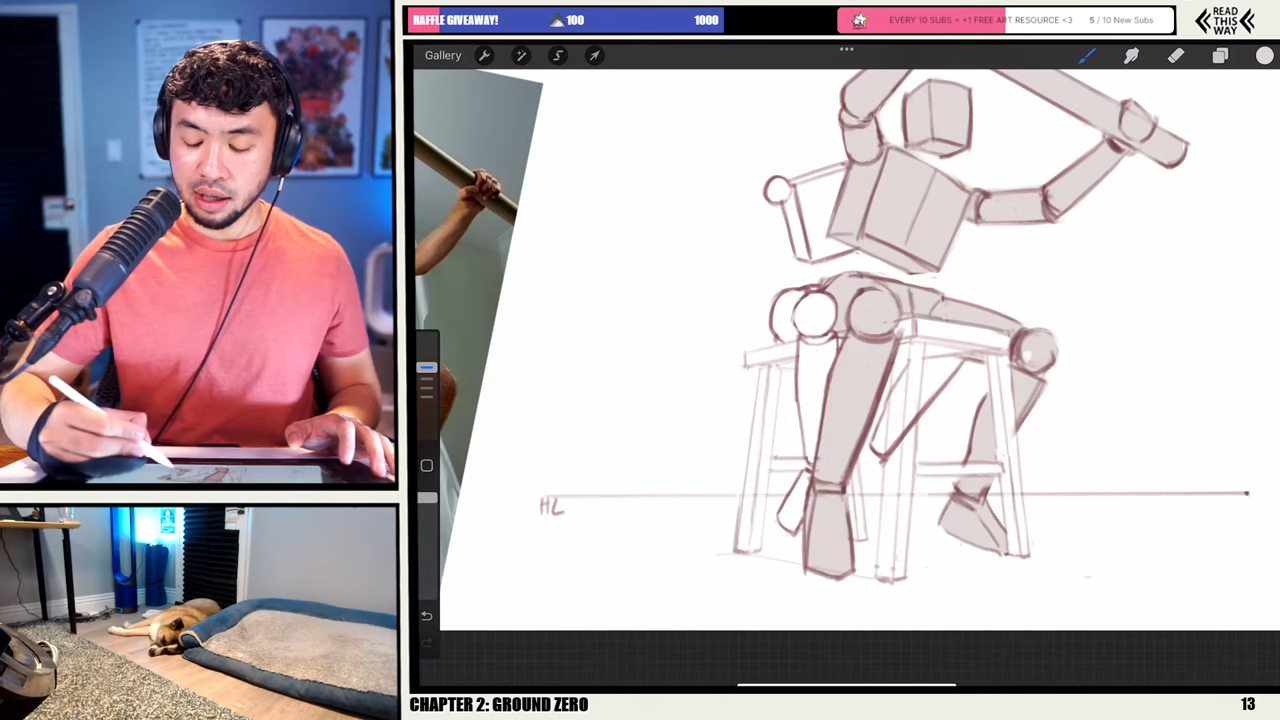 RAFFLE GIVEAWAY! 100 1000
EVERY 10 SUBS = +1 FREE ART RESOURCE <3 5 / 10 New Subs
READ
THIS
WAY
Gallery
HL
CHAPTER 2: GROUND ZERO
13